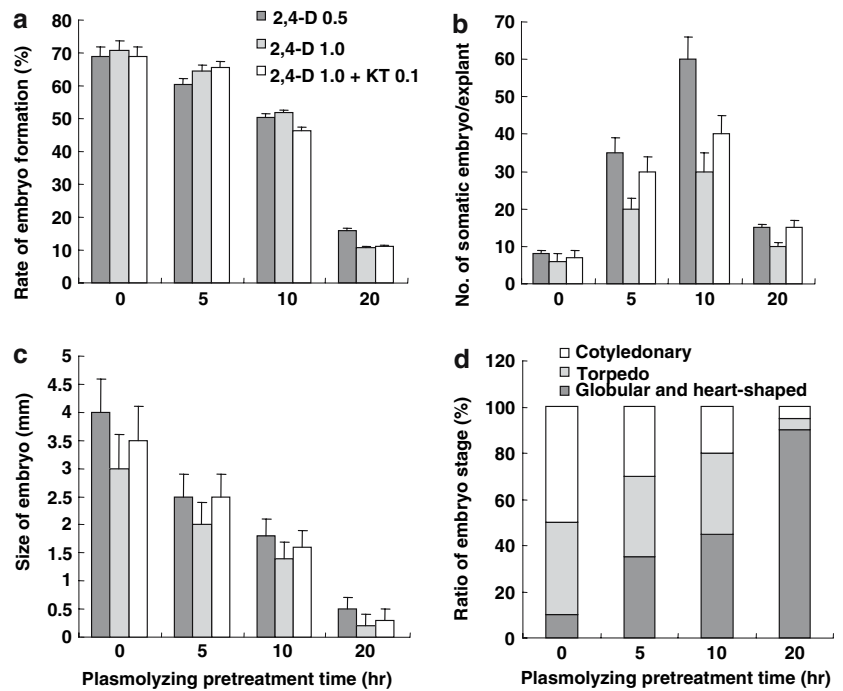 a
80
70
60
50
40
30
20
10
0
Rate of embryo formation (%)
2,4-D 0.5
2,4-D 1.0
2,4-D 1.0 + KT 0.1
0 5 10 20
b
70
60
50
40
30
20
10
0
No. of somatic embryo/explant
0 5 10 20
c
5
4.5
4
3.5
3
2.5
2
1.5
1
0.5
0
Size of embryo (mm)
0 5 10 20
Plasmolyzing pretreatment time (hr)
d
120
100
80
60
40
20
0
Ratio of embryo stage (%)
Cotyledonary
Torpedo
Globular and heart-shaped
0 5 10 20
Plasmolyzing pretreatment time (hr)